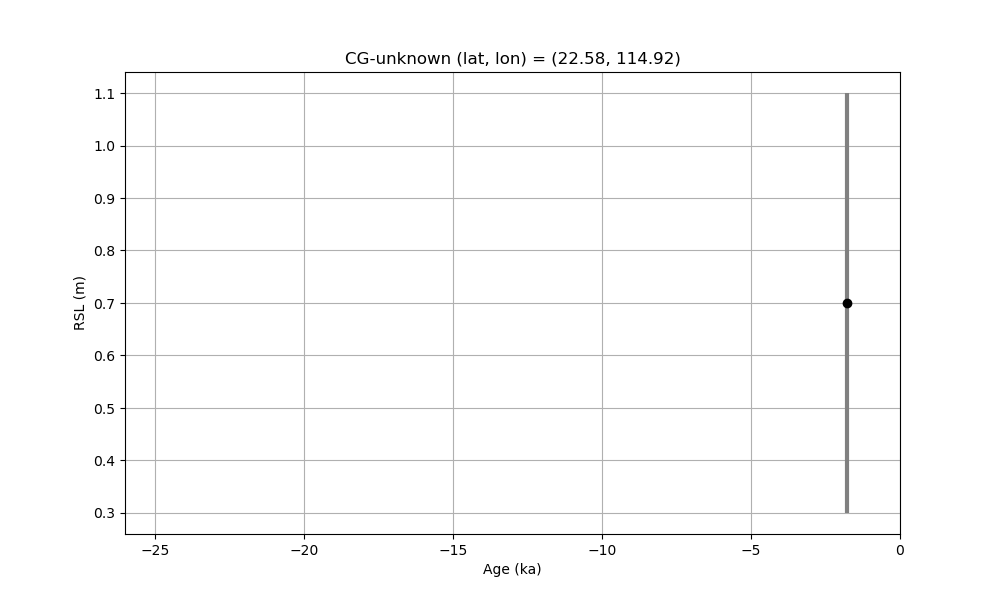 CG-unknown (lat, lon) = (22.58, 114.92)
1.1
1.0
0.9
0.8
0.7
0.6
0.5
0.4
0.3
RSL (m)
−25 −20 −15 −10 −5 0
Age (ka)